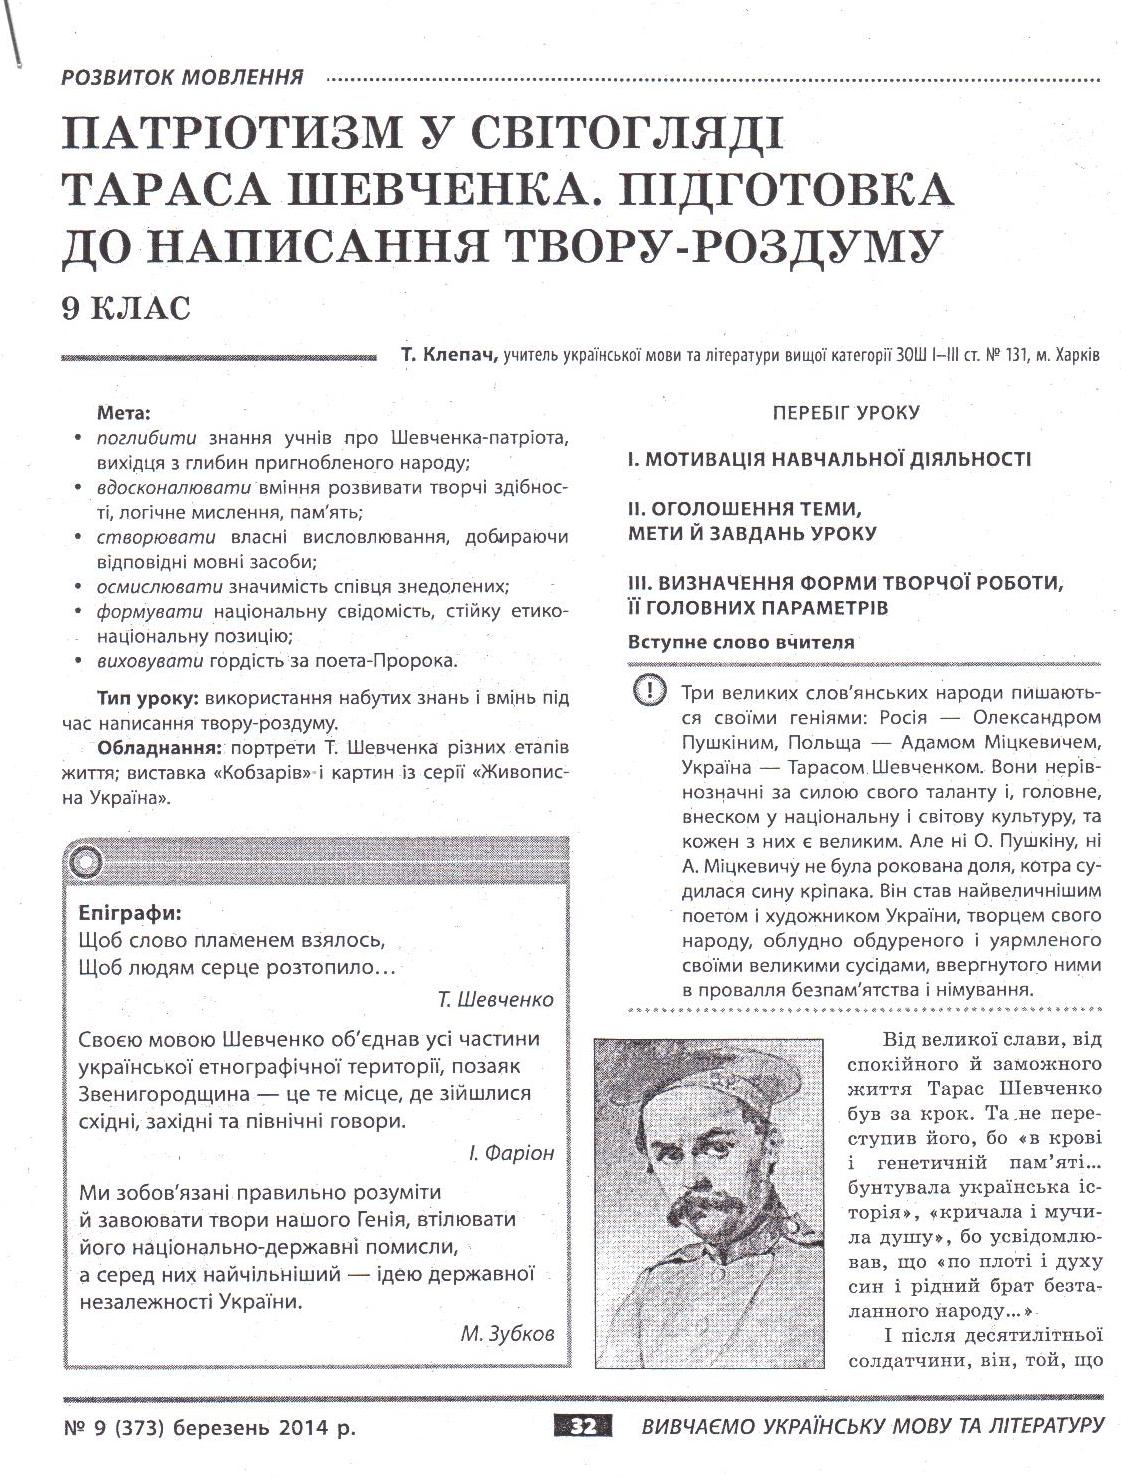 РОЗВИТОК МОВЛЕННЯ
ПАТРІОТИЗМ У СВІТОГЛЯДІ
ТАРАСА ШЕВЧЕНКА. ПІДГОТОВКА
ДО НАПИСАННЯ ТВОРУ-РОЗДУМУ
9 КЛАС
Т. Клепач, учитель української мови та літератури вищої категорії ЗОШ І–ІІІ ст. № 131, м. Харків
Мета:
• поглибити знання учнів про Шевченка-патріота,
вихідця з глибин пригнобленого народу;
• вдосконалювати вміння розвивати творчі здібнос-
ті, логічне мислення, пам'ять;
• створювати власні висловлювання, добираючи
відповідні мовні засоби;
• осмислювати значимість співця знедолених;
• формувати національну свідомість, стійку етико-
національну позицію;
• виховувати гордість за поета-Пророка.
Тип уроку: використання набутих знань і вмінь під
час написання твору-роздуму.
Обладнання: портрети Т. Шевченка різних етапів
життя; виставка «Кобзарів» і картин із серії «Живопис-
на Україна».
Епіграфи:
Щоб слово пламенем взялось,
Щоб людям серце розтопило...
Т. Шевченко
Своєю мовою Шевченко об'єднав усі частини
української етнографічної території, позаяк
Звенигородщина — це те місце, де зійшлися
східні, західні та північні говори.
І. Фаріон
Ми зобов'язані правильно розуміти
й завоювати твори нашого Генія, втілювати
його національно-державні помисли,
а серед них найчільніший — ідею державної
незалежності України.
М. Зубков
ПЕРЕБІГ УРОКУ
І. МОТИВАЦІЯ НАВЧАЛЬНОЇ ДІЯЛЬНОСТІ
ІІ. ОГОЛОШЕННЯ ТЕМИ,
МЕТИ Й ЗАВДАНЬ УРОКУ
ІІІ. ВИЗНАЧЕННЯ ФОРМИ ТВОРЧОЇ РОБОТИ,
ЇЇ ГОЛОВНИХ ПАРАМЕТРІВ
Вступне слово вчителя
! Три великих слов'янських народи пишають-
ся своїми геніями: Росія — Олександром
Пушкіним, Польща — Адамом Міцкевичем,
Україна — Тарасом Шевченком. Вони нерів-
нозначні за силою свого таланту і, головне,
внеском у національну і світову культуру, та
кожен з них є великим. Але ні О. Пушкіну, ні
А. Міцкевичу не була рокована доля, котра су-
дилася сину кріпака. Він став найвеличнішим
поетом і художником України, творцем свого
народу, облудно обдуреного і уярмленого
своїми великими сусідами, ввергнутого ними
в провалля безпам'ятства і німування.
Від великої слави, від
спокійного й заможного
життя Тарас Шевченко
був за крок. Та не пере-
ступив його, бо «в крові
і генетичній пам'яті...
бунтувала українська іс-
торія», «кричала і мучи-
ла душу», бо усвідомлю-
вав, що «по плоті і духу
син і рідний брат безта-
ланного народу...»
І після десятилітньої
солдатчини, він, той, що
№ 9 (373) березень 2014 р.
32
ВИВЧАЄМО УКРАЇНСЬКУ МОВУ ТА ЛІТЕРАТУРУ